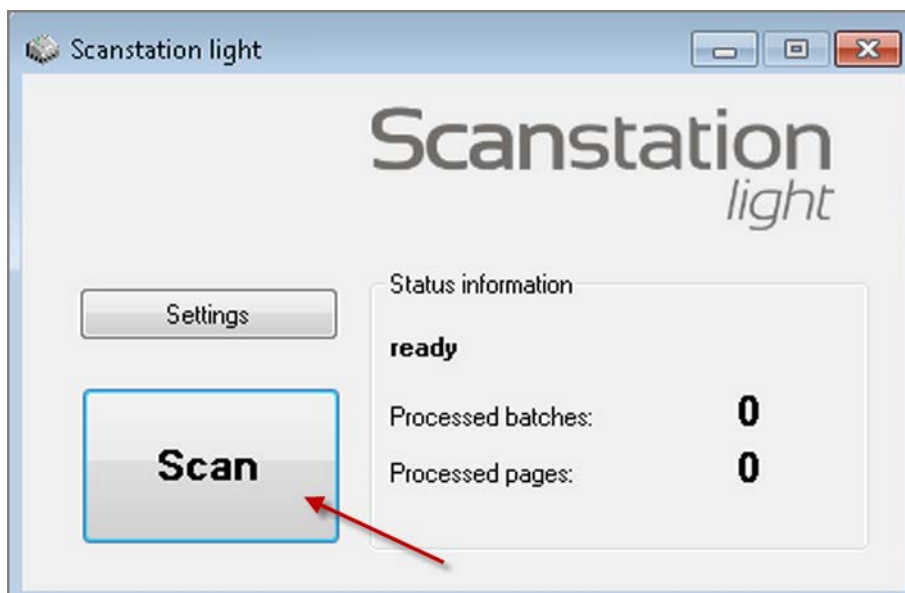 Scanstation light
Scanstation
light
Settings
Scan
Status information
ready
Processed batches: 0
Processed pages: 0